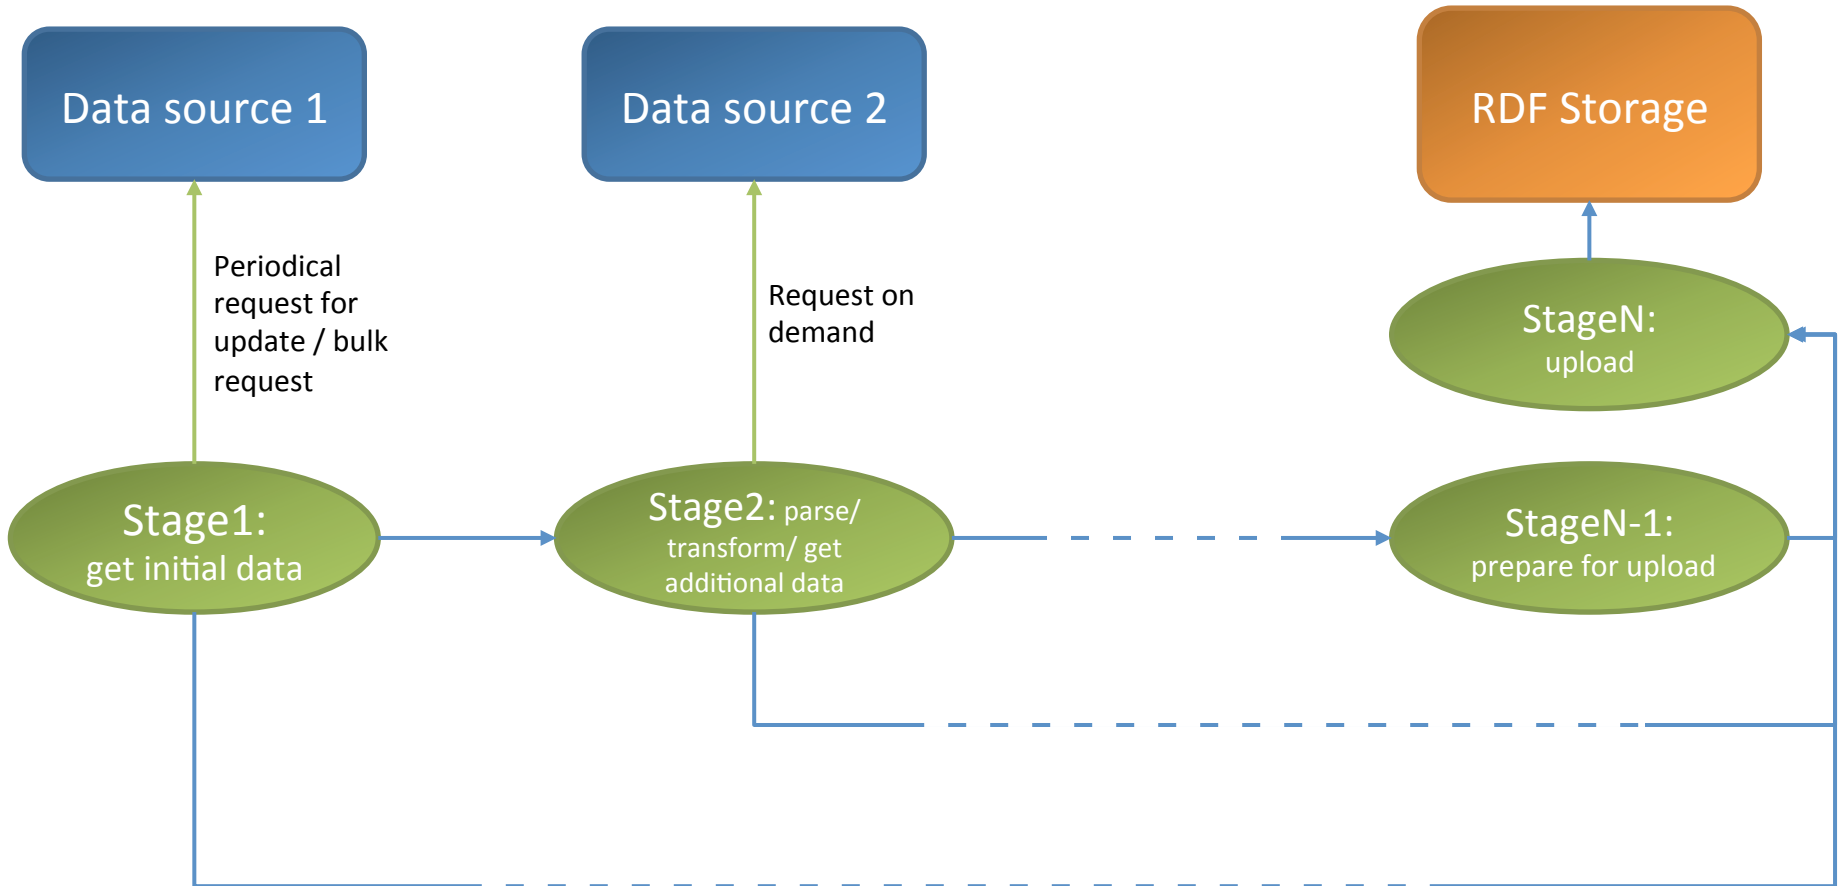 Data source 1
Data source 2
RDF Storage
Periodical
request for
update / bulk
request
Request on
demand
StageN:
upload
Stage1:
get initial data
Stage2: parse/
transform/ get
additional data
StageN-1:
prepare for upload